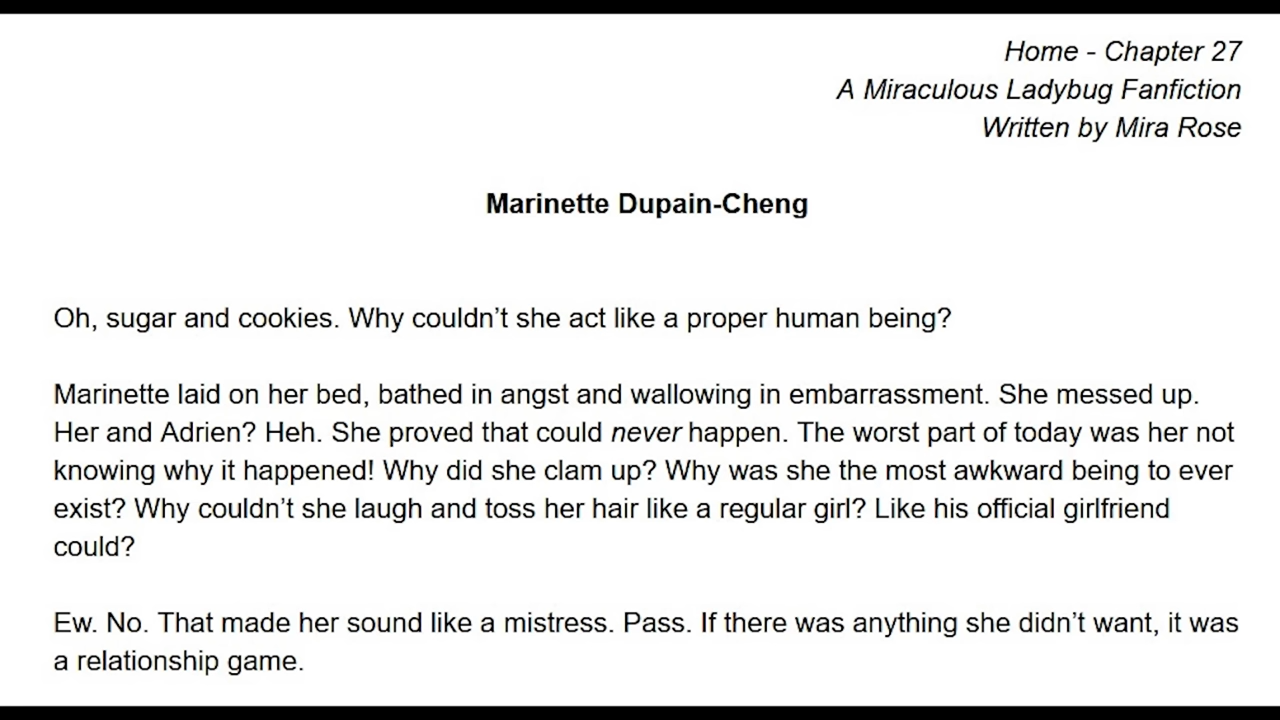 Home - Chapter 27
A Miraculous Ladybug Fanfiction
Written by Mira Rose
Marinette Dupain-Cheng
Oh, sugar and cookies. Why couldn’t she act like a proper human being?
Marinette laid on her bed, bathed in angst and wallowing in embarrassment. She messed up.
Her and Adrien? Heh. She proved that could never happen. The worst part of today was her not
knowing why it happened! Why did she clam up? Why was she the most awkward being to ever
exist? Why couldn’t she laugh and toss her hair like a regular girl? Like his official girlfriend
could?
Ew. No. That made her sound like a mistress. Pass. If there was anything she didn’t want, it was
a relationship game.